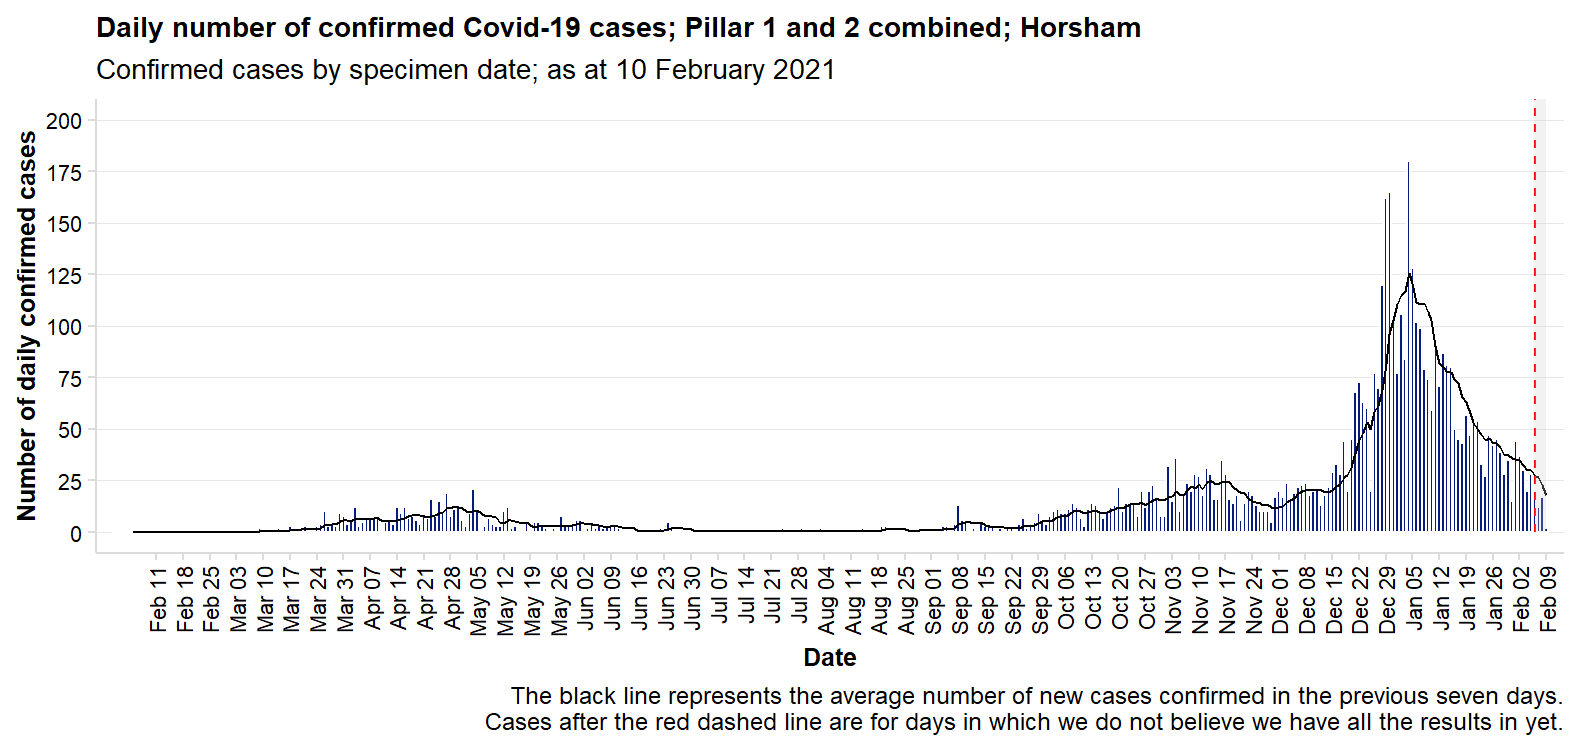 Daily number of confirmed Covid-19 cases; Pillar 1 and 2 combined; Horsham
Confirmed cases by specimen date; as at 10 February 2021
Number of daily confirmed cases
200
175
150
125
100
75
50
25
0
Feb 11
Feb 18
Feb 25
Mar 03
Mar 10
Mar 17
Mar 24
Mar 31
Apr 07
Apr 14
Apr 21
Apr 28
May 05
May 12
May 19
May 26
Jun 02
Jun 09
Jun 16
Jun 23
Jun 30
Jul 07
Jul 14
Jul 21
Jul 28
Aug 04
Aug 11
Aug 18
Aug 25
Sep 01
Sep 08
Sep 15
Sep 22
Sep 29
Oct 06
Oct 13
Oct 20
Oct 27
Nov 03
Nov 10
Nov 17
Nov 24
Dec 01
Dec 08
Dec 15
Dec 22
Dec 29
Jan 05
Jan 12
Jan 19
Jan 26
Feb 02
Feb 09
Date
The black line represents the average number of new cases confirmed in the previous seven days.
Cases after the red dashed line are for days in which we do not believe we have all the results in yet.